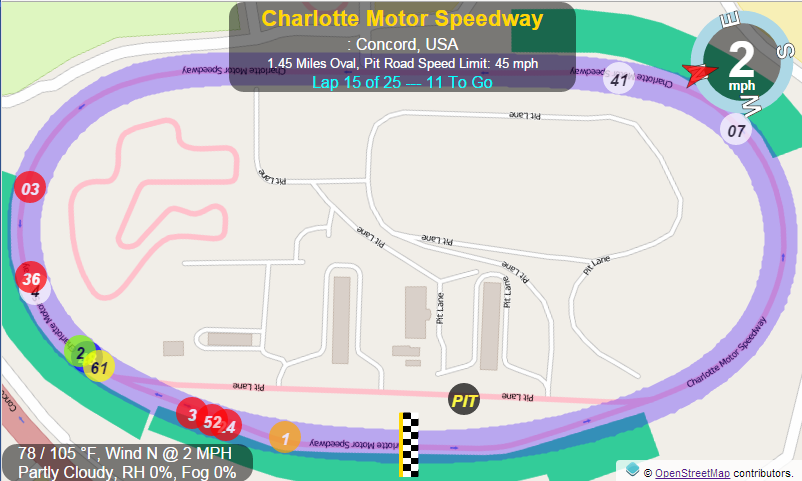 Charlotte Motor Speedway
: Concord, USA
1.45 Miles Oval, Pit Road Speed Limit: 45 mph
Lap 15 of 25 --- 11 To Go
E
S
W
2
mph
Charlotte Motor Speedway
Charlotte Motor Speedway
41
07
03
36
4
Pit Lane
Pit Lane
Pit Lane
Pit Lane
Pit Lane
Pit Lane
Pit Lane
Pit Lane
Charlotte Motor
2
61
Pit Lane
PIT
Pit Lane
Charlotte Motor Speedway
3
52
1
Charlotte Motor Speedway
78 / 105 °F, Wind N @ 2 MPH
Partly Cloudy, RH 0%, Fog 0%
© OpenStreetMap contributors.